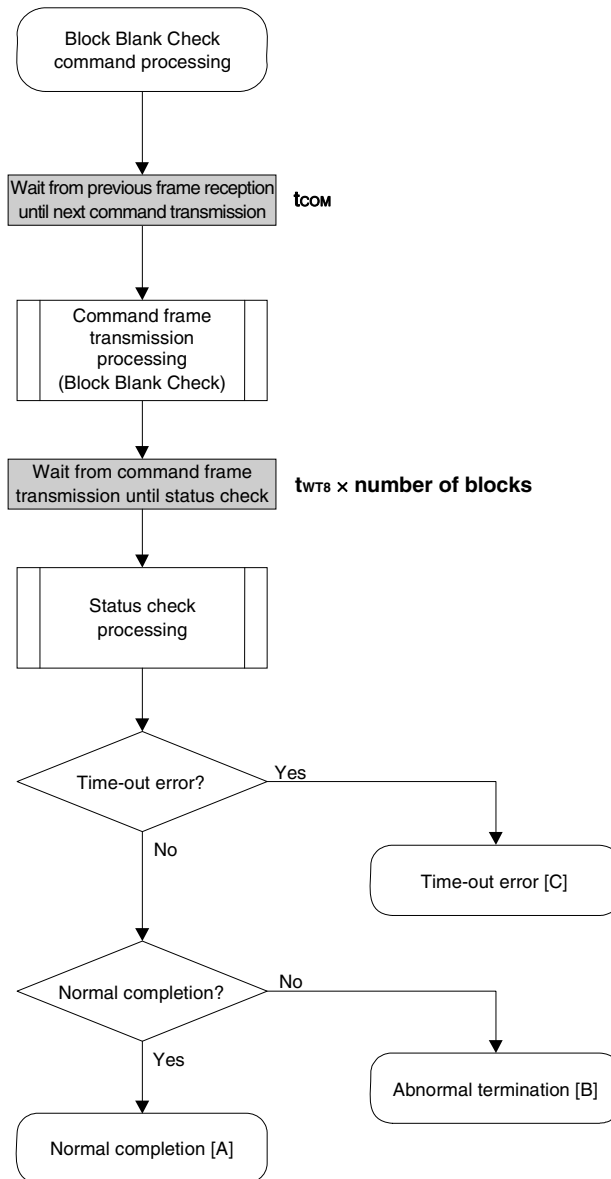 Block Blank Check
command processing
Wait from previous frame reception
until next command transmission
tCOM
Command frame
transmission
processing
(Block Blank Check)
Wait from command frame
transmission until status check
tWT8 × number of blocks
Status check
processing
Time-out error?
Yes
No
Time-out error [C]
Normal completion?
No
Yes
Abnormal termination [B]
Normal completion [A]